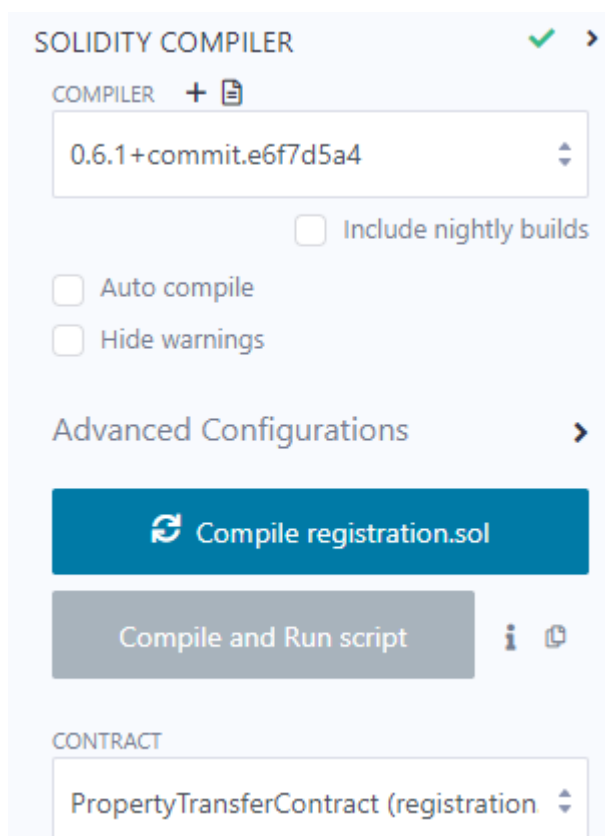 SOLIDITY COMPILER
COMPILER
0.6.1+commit.e6f7d5a4
Include nightly builds
Auto compile
Hide warnings
Advanced Configurations
Compile registration.sol
Compile and Run script
CONTRACT
PropertyTransferContract (registration.